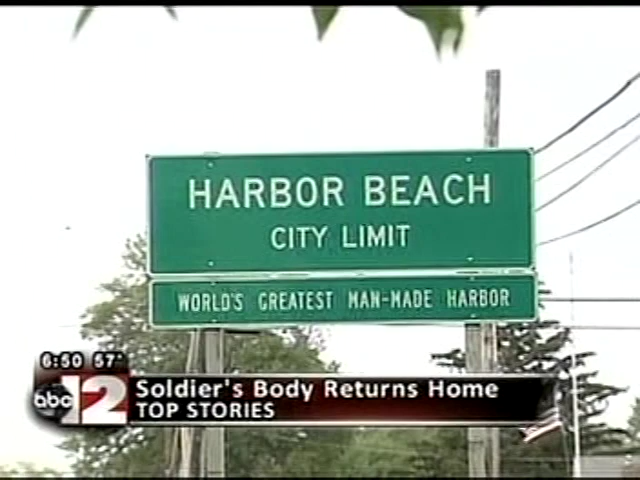 HARBOR BEACH
CITY LIMIT
WORLD'S GREATEST MAN-MADE HARBOR
6:50 57°
abc 12
Soldier's Body Returns Home
TOP STORIES